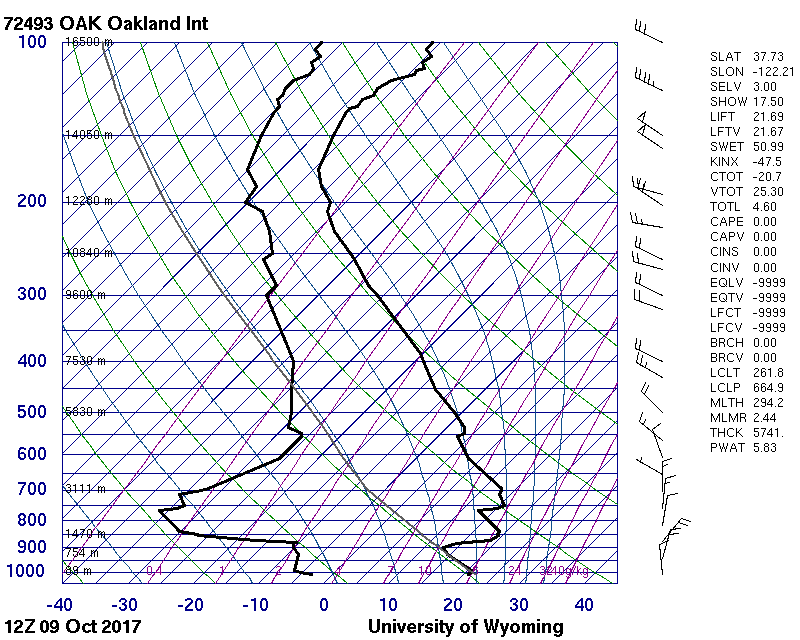 72493 OAK Oakland Int
100
16500 m
14050 m
200
12280 m
10840 m
300
9600 m
400
7530 m
500
5830 m
600
700
3111 m
800
1470 m
900
754 m
1000
0.4 1 2 4 7 10 24 32 40g/kg
-40 -30 -20 -10 0 10 20 30 40
12Z 09 Oct 2017 University of Wyoming
SLAT 37.73
SLON -122.21
SELV 3.00
SHOW 17.50
LIFT 21.69
LFTV 21.67
SWET 50.99
KINX -47.5
CTOT -20.7
VTOT 25.30
TOTL 4.60
CAPE 0.00
CAPV 0.00
CINS 0.00
CINV 0.00
EQLV -9999
EQTV -9999
LFCT -9999
LFCV -9999
BRCH 0.00
BRCV 0.00
LCLT 261.8
LCLP 664.9
MLTH 294.2
MLMR 2.44
THCK 5741.
PWAT 5.83